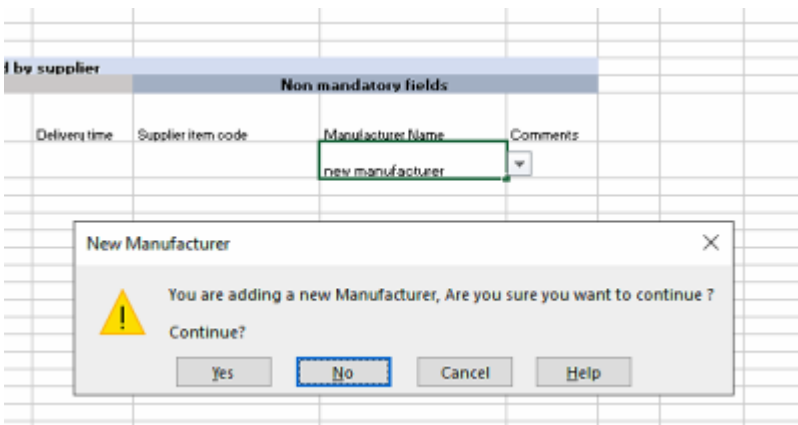 d by supplier
Non mandatory fields
Delivery time Supplier item code Manufacturer Name Comments
new manufacturer
New Manufacturer
You are adding a new Manufacturer, Are you sure you want to continue ?
Continue?
Yes No Cancel Help